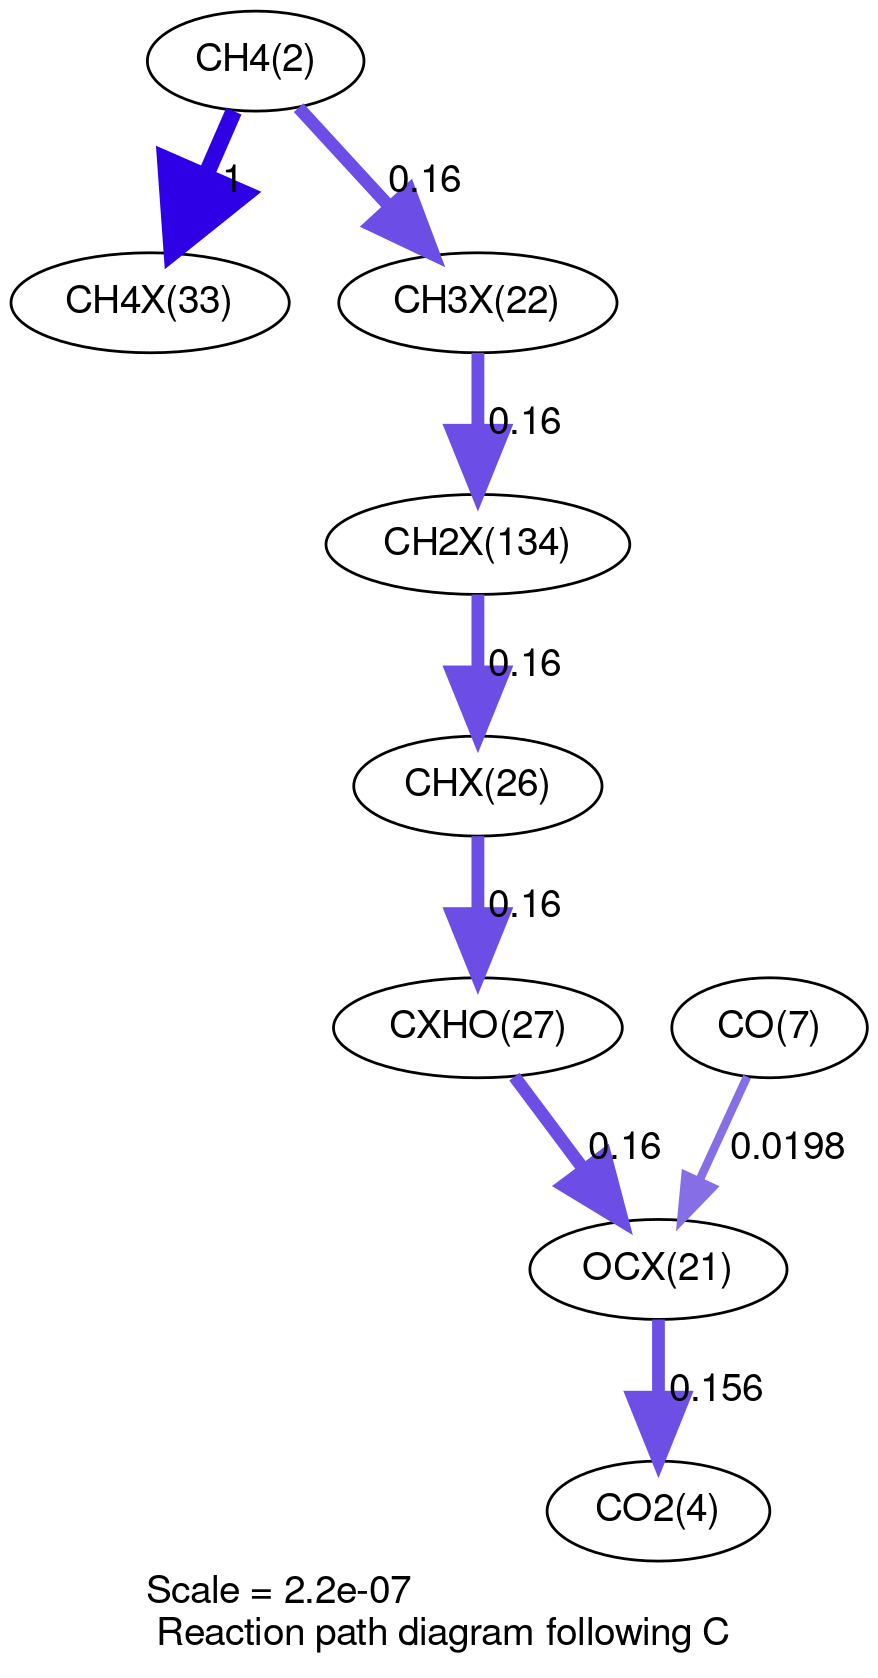 CH4(2)
1
0.16
CH4X(33)
CH3X(22)
0.16
CH2X(134)
0.16
CHX(26)
0.16
CXHO(27)
CO(7)
0.16
0.0198
OCX(21)
0.156
CO2(4)
Scale = 2.2e-07
Reaction path diagram following C